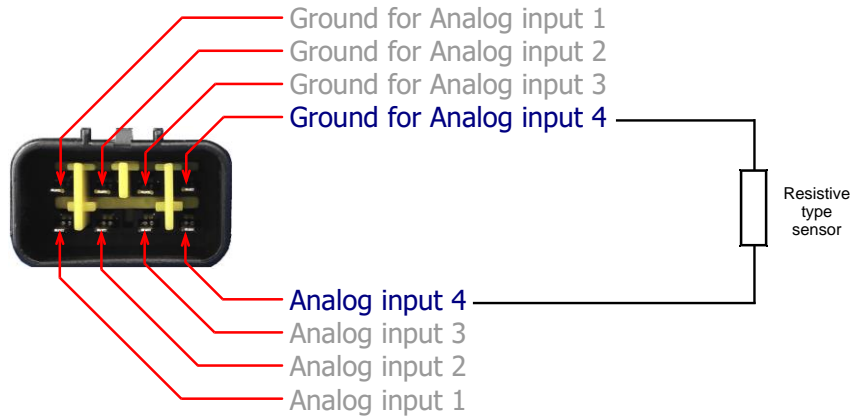 Ground for Analog input 1
Ground for Analog input 2
Ground for Analog input 3
Ground for Analog input 4
Resistive
type
sensor
Analog input 4
Analog input 3
Analog input 2
Analog input 1